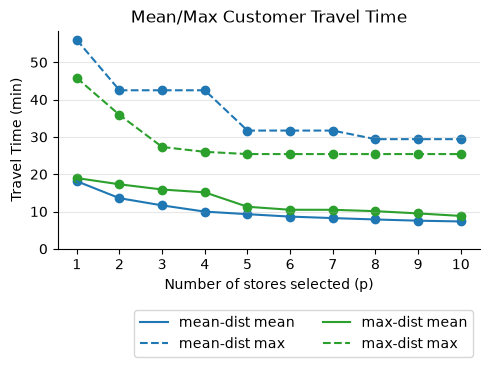 Mean/Max Customer Travel Time
Travel Time (min)
50
40
30
20
10
0
1 2 3 4 5 6 7 8 9 10
Number of stores selected (p)
mean-dist mean max-dist mean
mean-dist max max-dist max